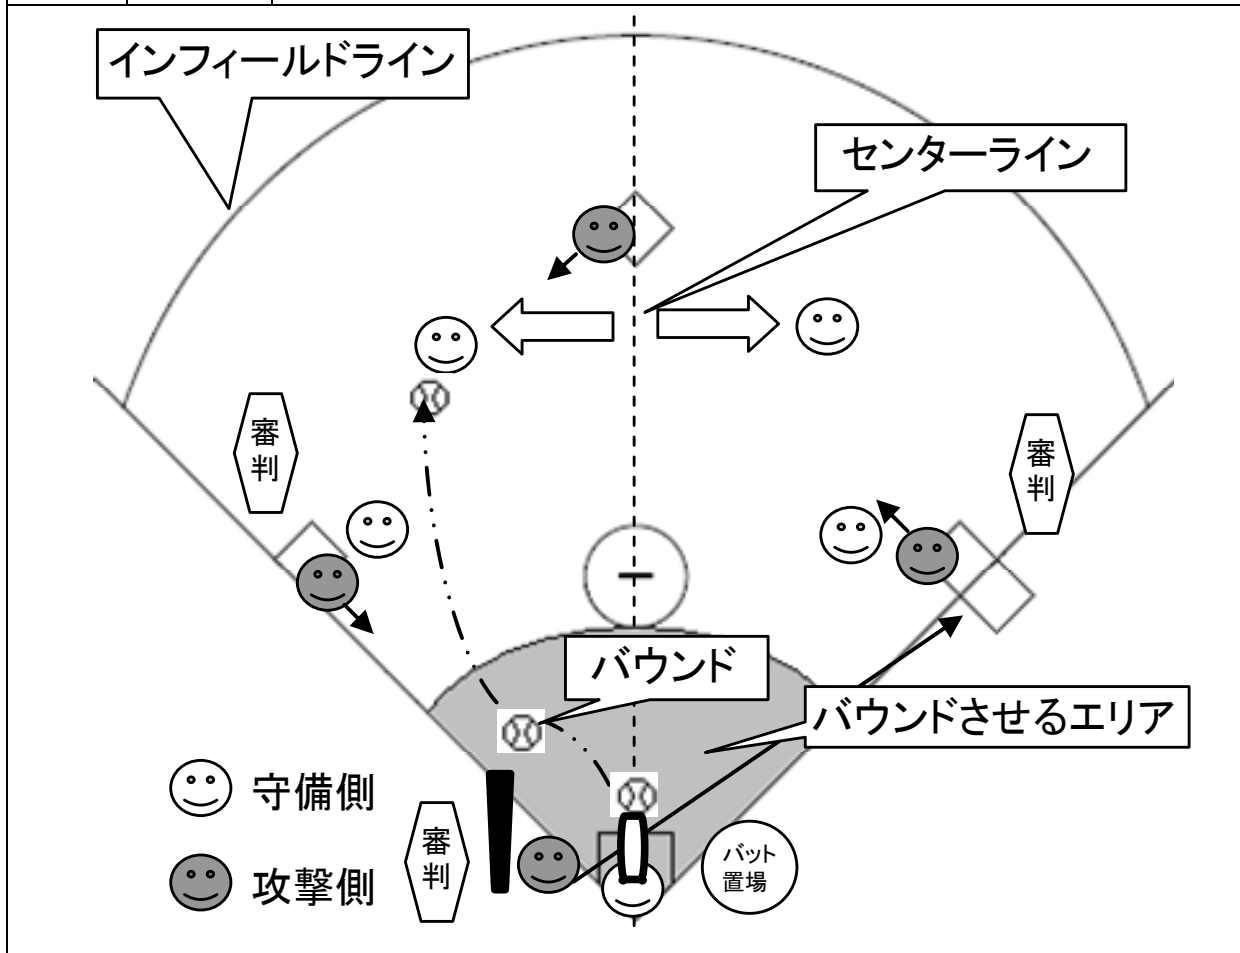 インフィールドライン
センターライン
審
判
審
判
バウンド
バウンドさせるエリア
守備側
攻撃側
審
判
バット
置場